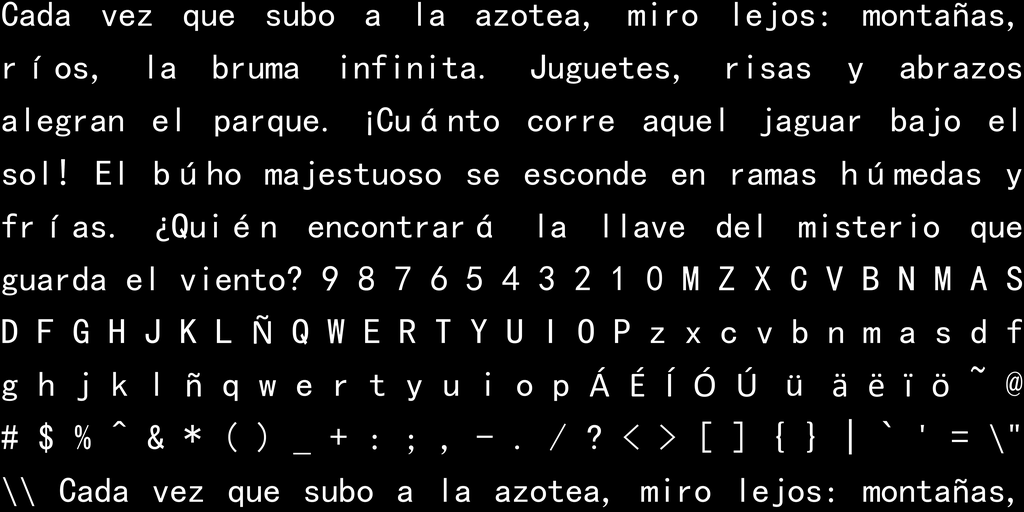 Cada vez que subo a la azotea, miro lejos: montañas,
ríos, la bruma infinita. Juguetes, risas y abrazos
alegran el parque. ¡Cuánto corre aquel jaguar bajo el
sol! El búho majestuoso se esconde en ramas húmedas y
frías. ¿Quién encontrará la llave del misterio que
guarda el viento? 9 8 7 6 5 4 3 2 1 0 M Z X C V B N M A S
D F G H J K L Ñ Q W E R T Y U I O P z x c v b n m a s d f
g h j k l ñ q w e r t y u i o p Á É Í Ó Ú ü ä ë ï ö ~ @
# $ % ^ & * ( ) _ + : ; , - . / ? < > [ ] { } | ` ' = \"
\\ Cada vez que subo a la azotea, miro lejos: montañas,